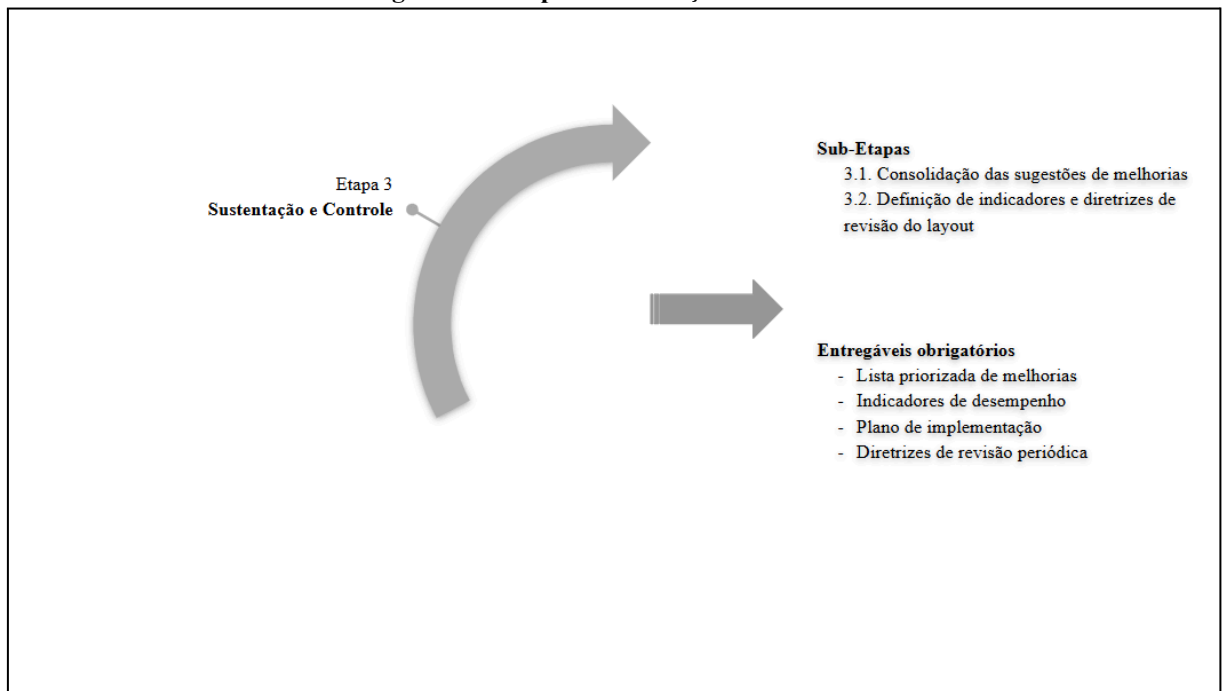 Etapa 3
Sustentação e Controle
Sub-Etapas
3.1. Consolidação das sugestões de melhorias
3.2. Definição de indicadores e diretrizes de
revisão do layout
Entregáveis obrigatórios
- Lista priorizada de melhorias
- Indicadores de desempenho
- Plano de implementação
- Diretrizes de revisão periódica